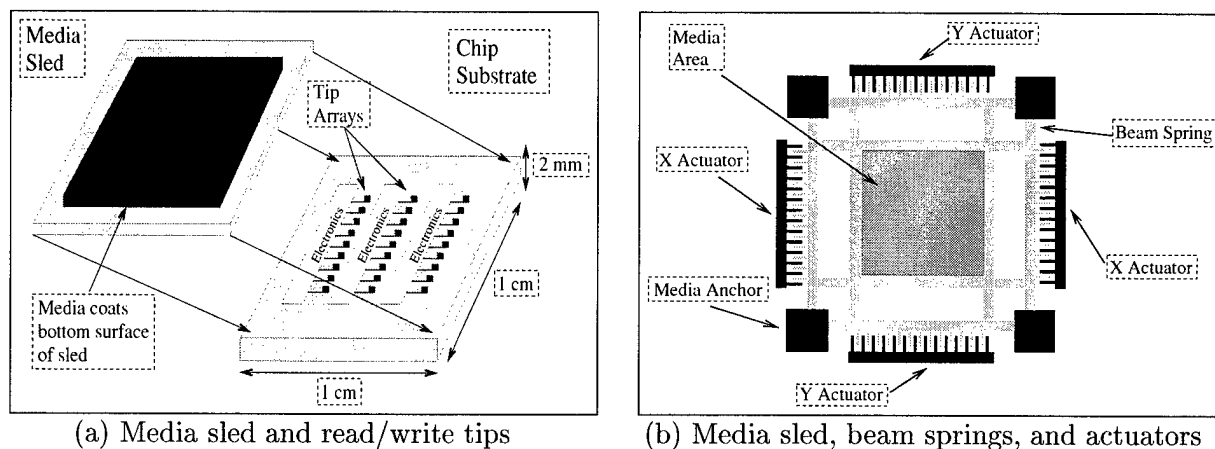 Media
Sled
Chip
Substrate
Tip
Arrays
2 mm
Electronics
Electronics
Electronics
1 cm
Media coats
bottom surface
of sled
1 cm
(a) Media sled and read/write tips
Y Actuator
Media
Area
Beam Spring
X Actuator
X Actuator
Media Anchor
Y Actuator
(b) Media sled, beam springs, and actuators